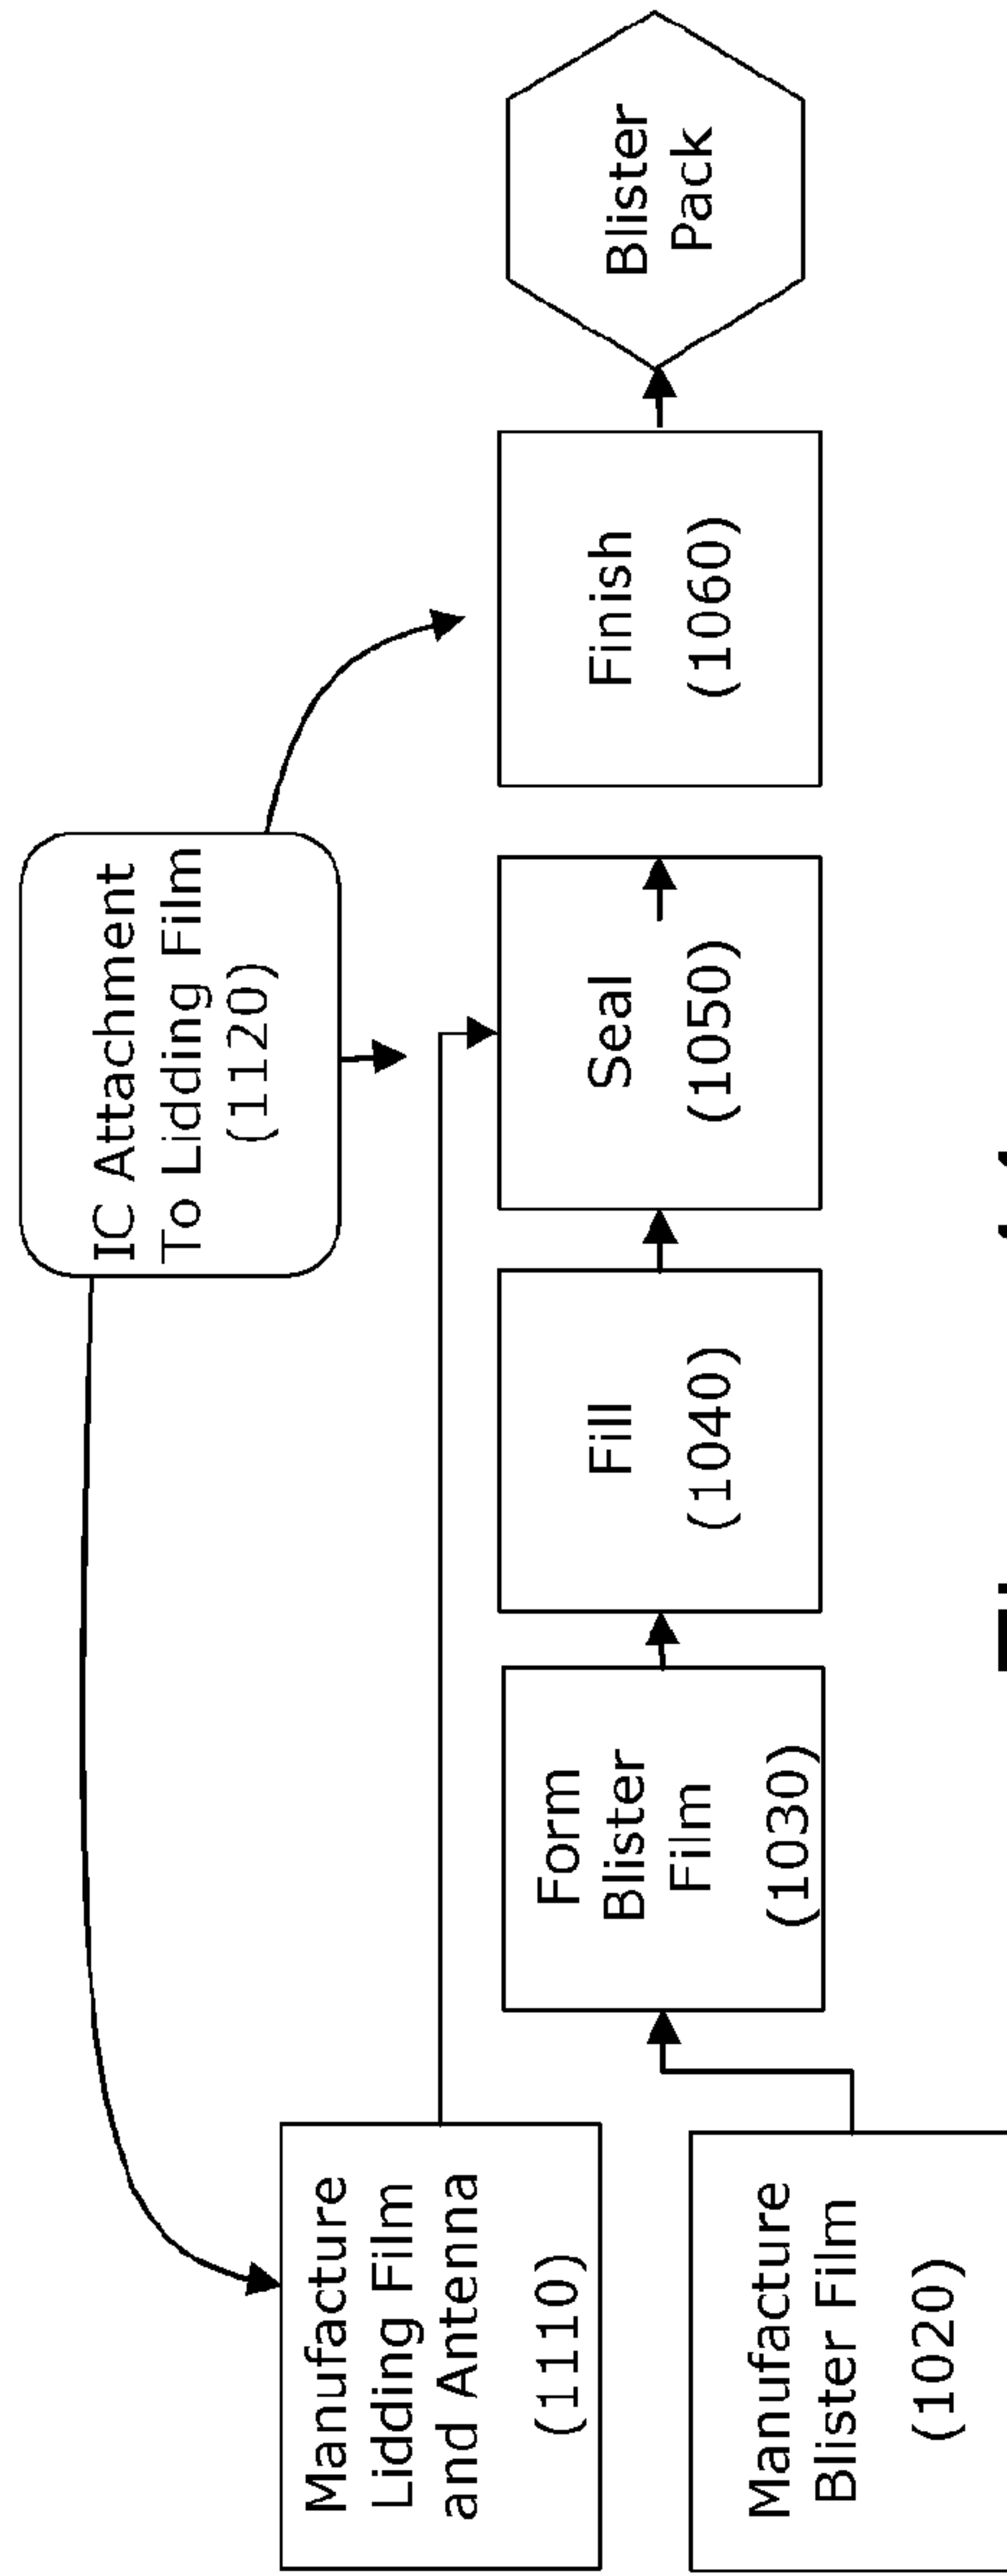 IC Attachment
To Lidding Film
(1120)
Manufacture
Lidding Film
and Antenna
(1110)
Manufacture
Blister Film
(1020)
Form
Blister
Film
(1030)
Fill
(1040)
Seal
(1050)
Finish
(1060)
Blister
Pack